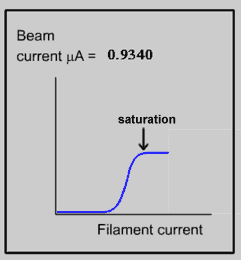 Beam
current µA = 0.9340
saturation
Filament current